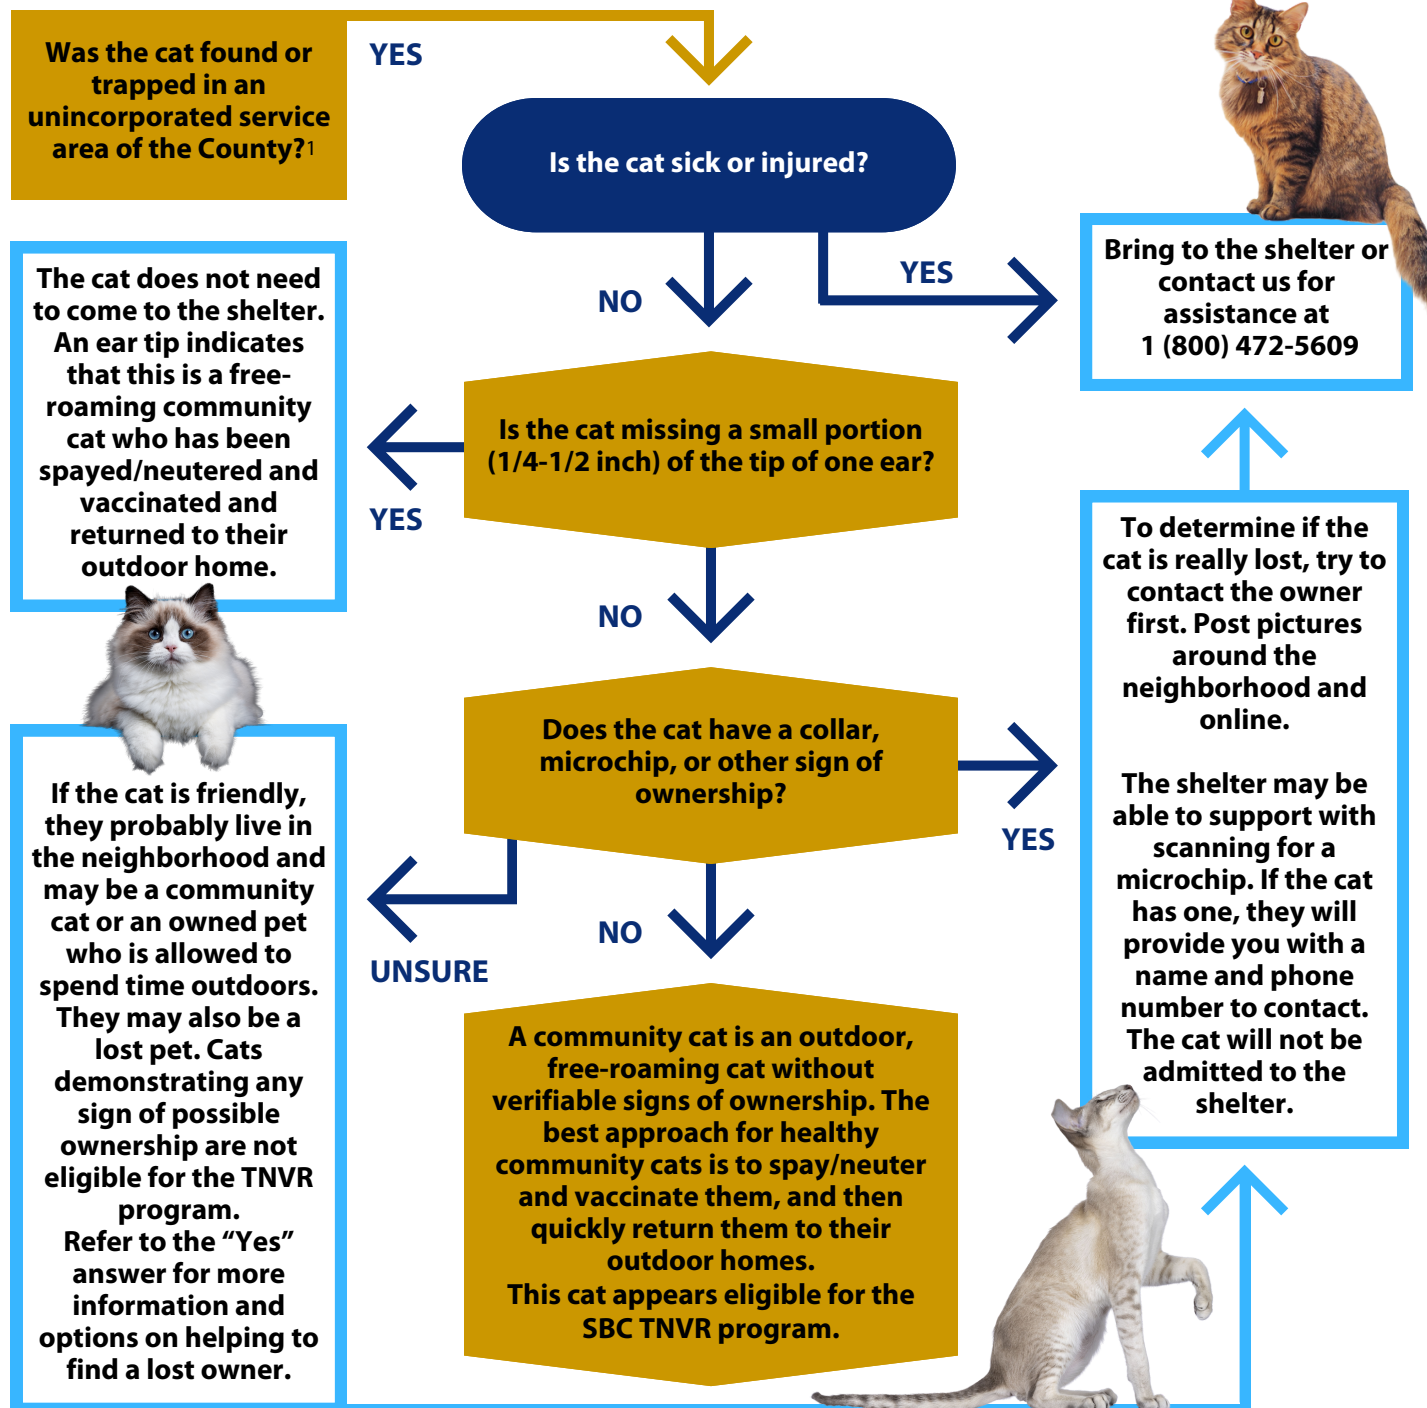 Was the cat found or
trapped in an
unincorporated service
area of the County?1
YES
Is the cat sick or injured?
YES
NO
Bring to the shelter or
contact us for
assistance at
1 (800) 472-5609
The cat does not need
to come to the shelter.
An ear tip indicates
that this is a free-
roaming community
cat who has been
spayed/neutered and
vaccinated and
returned to their
outdoor home.
Is the cat missing a small portion
(1/4-1/2 inch) of the tip of one ear?
YES
NO
To determine if the
cat is really lost, try to
contact the owner
first. Post pictures
around the
neighborhood and
online.
The shelter may be
able to support with
scanning for a
microchip. If the cat
has one, they will
provide you with a
name and phone
number to contact.
The cat will not be
admitted to the
shelter.
Does the cat have a collar,
microchip, or other sign of
ownership?
YES
NO
UNSURE
If the cat is friendly,
they probably live in
the neighborhood and
may be a community
cat or an owned pet
who is allowed to
spend time outdoors.
They may also be a
lost pet. Cats
demonstrating any
sign of possible
ownership are not
eligible for the TNVR
program.
Refer to the “Yes”
answer for more
information and
options on helping to
find a lost owner.
A community cat is an outdoor,
free-roaming cat without
verifiable signs of ownership. The
best approach for healthy
community cats is to spay/neuter
and vaccinate them, and then
quickly return them to their
outdoor homes.
This cat appears eligible for the
SBC TNVR program.